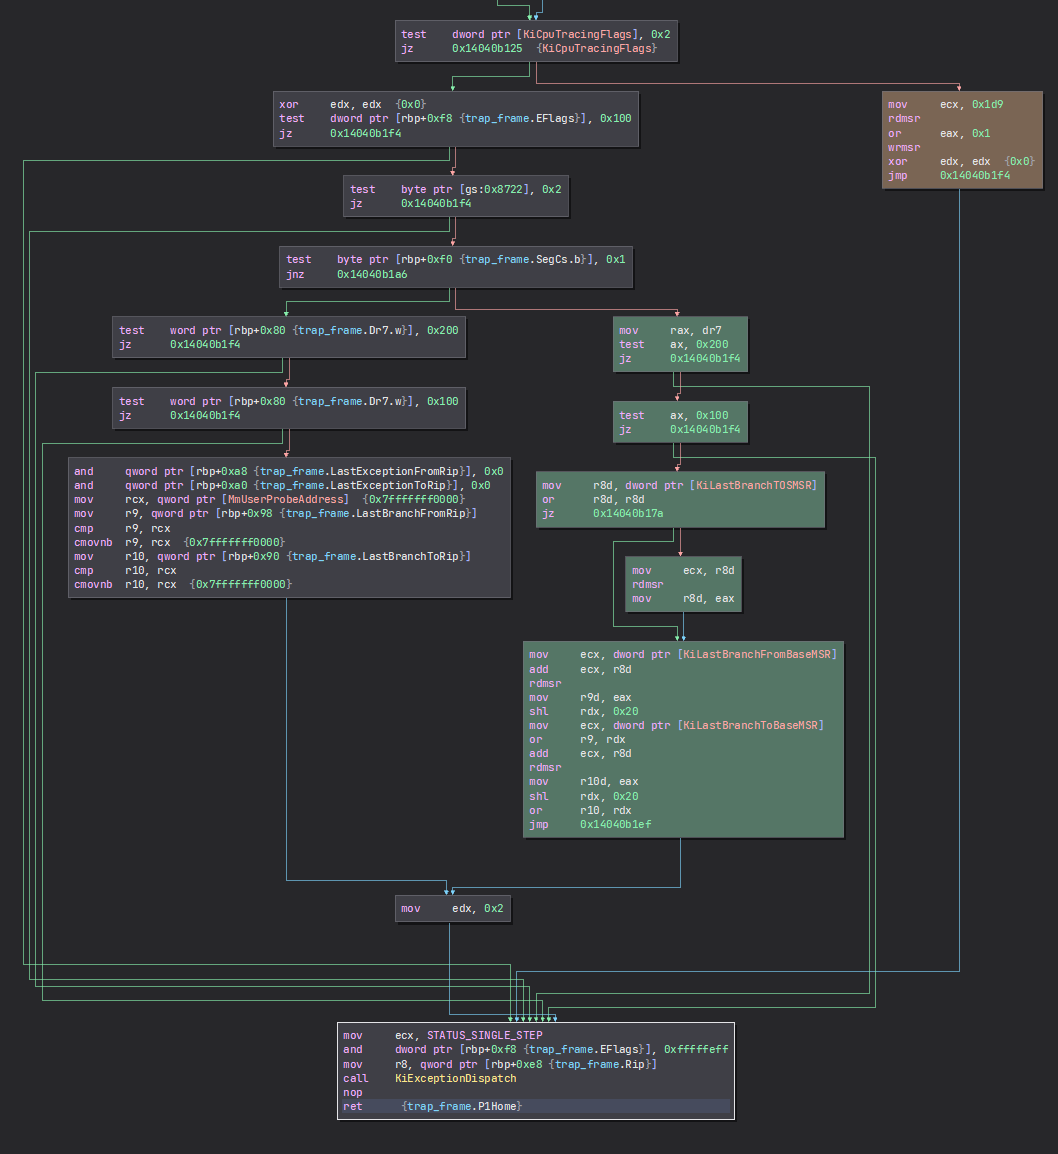 test    dword ptr [KiCpuTracingFlags], 0x2
jz      0x14040b125  {KiCpuTracingFlags}
xor     edx, edx  {0x0}
test    dword ptr [rbp+0xf8 {trap_frame.EFlags}], 0x100
jz      0x14040b1f4
mov     ecx, 0x1d9
rdmsr
or      eax, 0x1
wrmsr
xor     edx, edx  {0x0}
jmp     0x14040b1f4
test    byte ptr [gs:0x8722], 0x2
jz      0x14040b1f4
test    byte ptr [rbp+0xf0 {trap_frame.SegCs.b}], 0x1
jnz     0x14040b1a6
test    word ptr [rbp+0x80 {trap_frame.Dr7.w}], 0x200
jz      0x14040b1f4
mov     rax, dr7
test    ax, 0x200
jz      0x14040b1f4
test    word ptr [rbp+0x80 {trap_frame.Dr7.w}], 0x100
jz      0x14040b1f4
test    ax, 0x100
jz      0x14040b1f4
and     qword ptr [rbp+0xa8 {trap_frame.LastExceptionFromRip}], 0x0
and     qword ptr [rbp+0xa0 {trap_frame.LastExceptionToRip}], 0x0
mov     rcx, qword ptr [MmUserProbeAddress]  {0x7fffffff0000}
mov     r9, qword ptr [rbp+0x98 {trap_frame.LastBranchFromRip}]
cmp     r9, rcx
cmovnb  r9, rcx  {0x7fffffff0000}
mov     r10, qword ptr [rbp+0x90 {trap_frame.LastBranchToRip}]
cmp     r10, rcx
cmovnb  r10, rcx  {0x7fffffff0000}
mov     r8d, dword ptr [KiLastBranchTOSMSR]
or      r8d, r8d
jz      0x14040b17a
mov     ecx, r8d
rdmsr
mov     r8d, eax
mov     ecx, dword ptr [KiLastBranchFromBaseMSR]
add     ecx, r8d
rdmsr
mov     r9d, eax
shl     rdx, 0x20
mov     ecx, dword ptr [KiLastBranchToBaseMSR]
or      r9, rdx
add     ecx, r8d
rdmsr
mov     r10d, eax
shl     rdx, 0x20
or      r10, rdx
jmp     0x14040b1ef
mov     edx, 0x2
mov     ecx, STATUS_SINGLE_STEP
and     dword ptr [rbp+0xf8 {trap_frame.EFlags}], 0xfffffeff
mov     r8, qword ptr [rbp+0xe8 {trap_frame.Rip}]
call    KiExceptionDispatch
nop
ret      {trap_frame.P1Home}